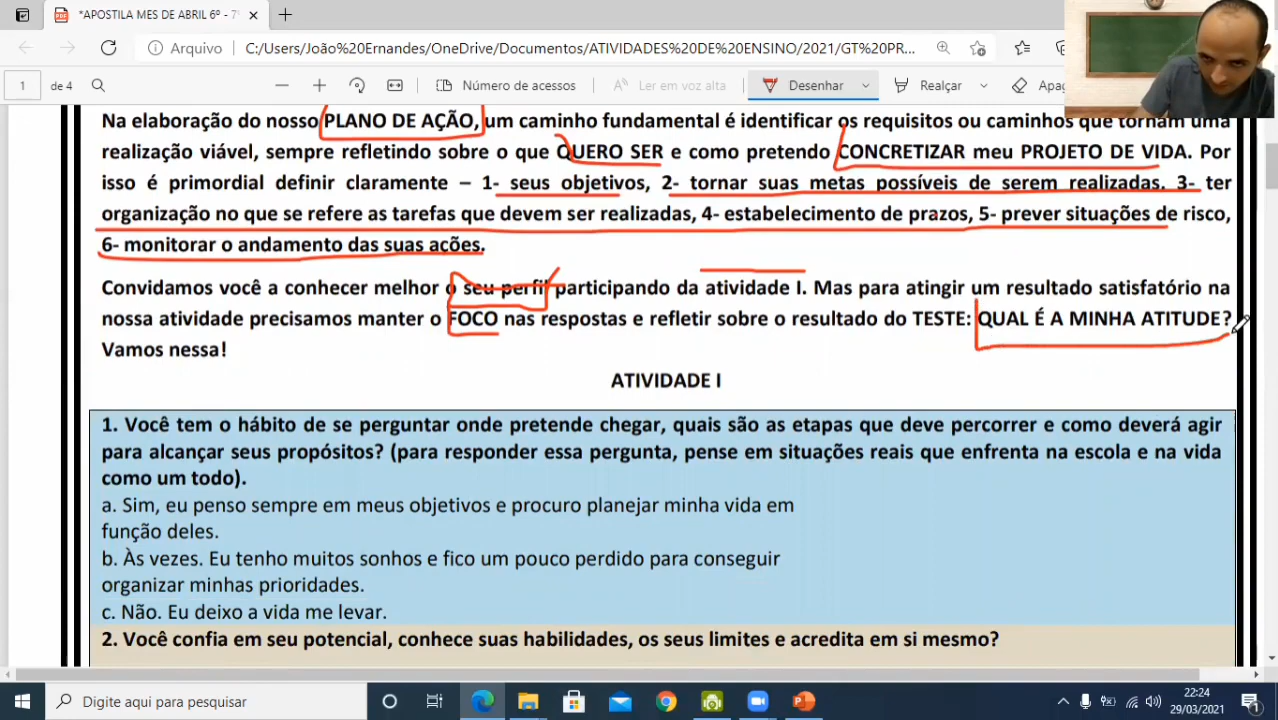 *APOSTILA MES DE ABRIL 6º - 7º
Arquivo
C:/Users/João%20Ernandes/OneDrive/Documentos/ATIVIDADES%20DE%20ENSINO/2021/GT%20PR...
1 de 4
Número de acessos
Ler em voz alta
Desenhar
Realçar
Na elaboração do nosso PLANO DE AÇÃO, um caminho fundamental é identificar os requisitos ou caminhos que tornam uma
realização viável, sempre refletindo sobre o que QUERO SER e como pretendo CONCRETIZAR meu PROJETO DE VIDA. Por
isso é primordial definir claramente – 1- seus objetivos, 2- tornar suas metas possíveis de serem realizadas. 3- ter
organização no que se refere as tarefas que devem ser realizadas, 4- estabelecimento de prazos, 5- prever situações de risco,
6- monitorar o andamento das suas ações.
Convidamos você a conhecer melhor o seu perfil participando da atividade I. Mas para atingir um resultado satisfatório na
nossa atividade precisamos manter o FOCO nas respostas e refletir sobre o resultado do TESTE: QUAL É A MINHA ATITUDE?
Vamos nessa!
ATIVIDADE I
1. Você tem o hábito de se perguntar onde pretende chegar, quais são as etapas que deve percorrer e como deverá agir
para alcançar seus propósitos? (para responder essa pergunta, pense em situações reais que enfrenta na escola e na vida
como um todo).
a. Sim, eu penso sempre em meus objetivos e procuro planejar minha vida em
função deles.
b. Às vezes. Eu tenho muitos sonhos e fico um pouco perdido para conseguir
organizar minhas prioridades.
c. Não. Eu deixo a vida me levar.
2. Você confia em seu potencial, conhece suas habilidades, os seus limites e acredita em si mesmo?
Digite aqui para pesquisar
22:24
29/03/2021
1